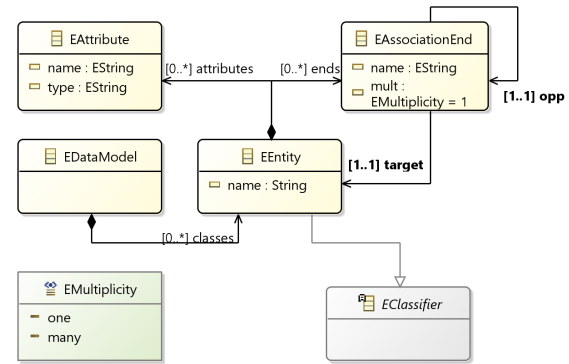 EAttribute
name : EString
type : EString
[0..*] attributes
[0..*] ends
EAssociationEnd
name : EString
mult :
EMultiplicity = 1
[1..1] opp
EDataModel
EEntity
name : String
[1..1] target
[0..*] classes
EMultiplicity
one
many
EClassifier